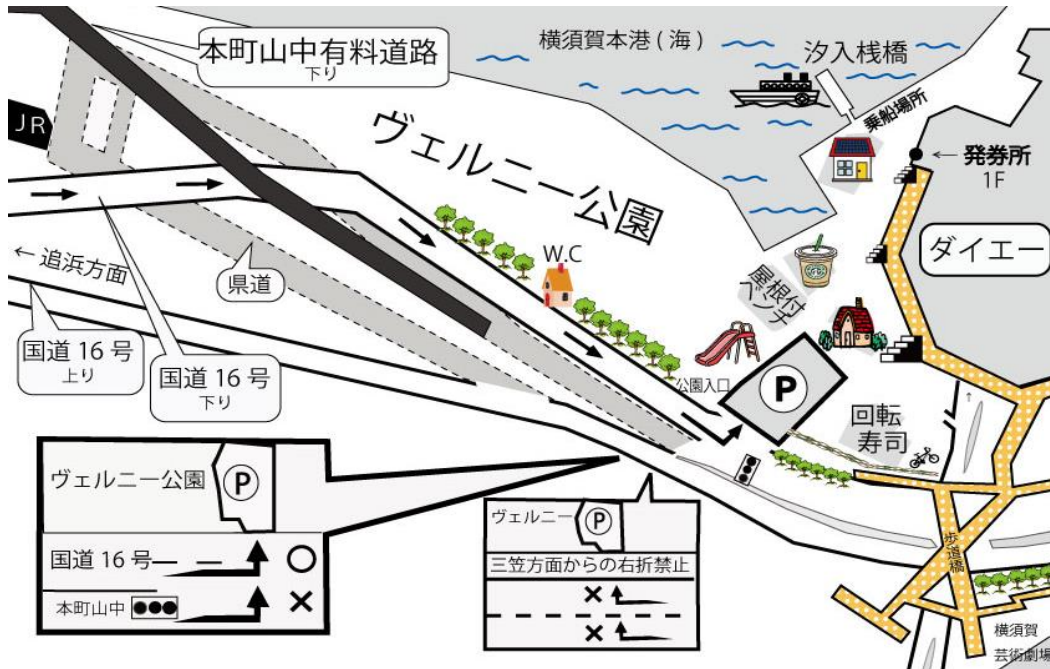 本町山中有料道路
下り
横須賀本港(海)
汐入桟橋
乗船場所
発券所
1F
JR
ヴェルニー公園
ダイエー
W.C
← 追浜方面
県道
屋根付
ベンチ
国道16号
上り
国道16号
下り
公園入口
P
回転
寿司
ヴェルニー公園 P
国道16号
本町山中
ヴェルニー P
三笠方面からの右折禁止
歩道橋
横須賀
芸術劇場